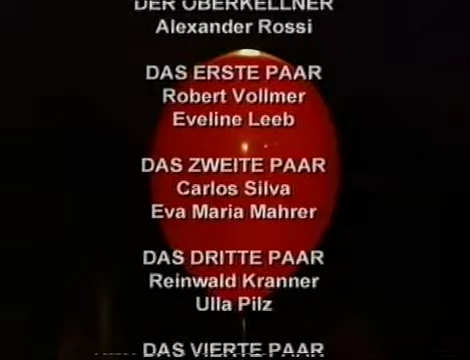 DER OBERKELLNER
Alexander Rossi
DAS ERSTE PAAR
Robert Vollmer
Eveline Leeb
DAS ZWEITE PAAR
Carlos Silva
Eva Maria Mahrer
DAS DRITTE PAAR
Reinwald Kranner
Ulla Pilz
DAS VIERTE PAAR